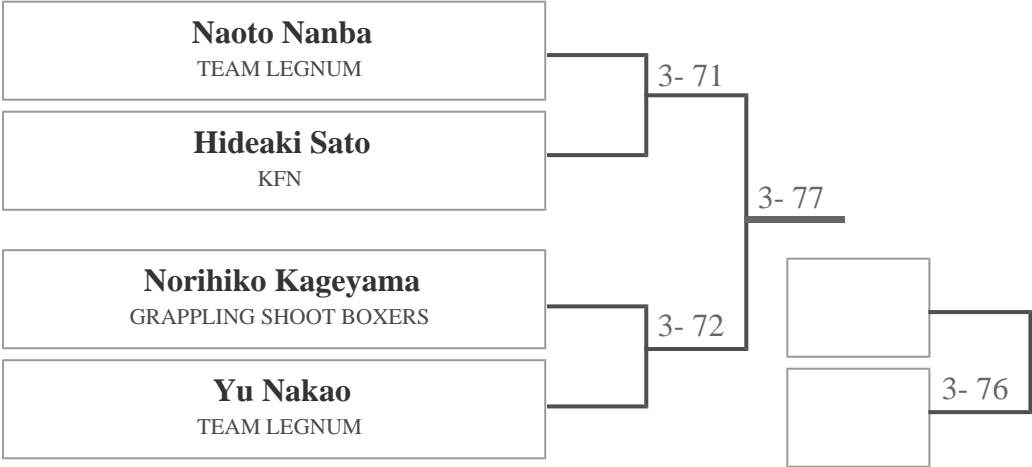 Naoto Nanba
TEAM LEGNUM
3- 71
Hideaki Sato
KFN
3- 77
Norihiko Kageyama
GRAPPLING SHOOT BOXERS
3- 72
Yu Nakao
TEAM LEGNUM
3- 76